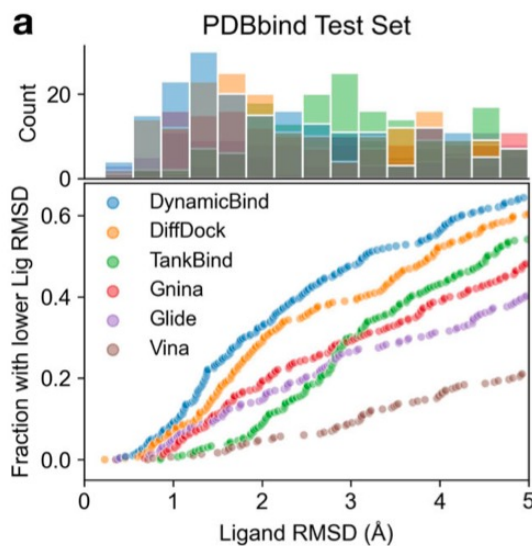 a
PDBbind Test Set
Count
20
0
Fraction with lower Lig RMSD
0.6
0.4
0.2
0.0
DynamicBind
DiffDock
TankBind
Gnina
Glide
Vina
0 1 2 3 4 5
Ligand RMSD (Å)